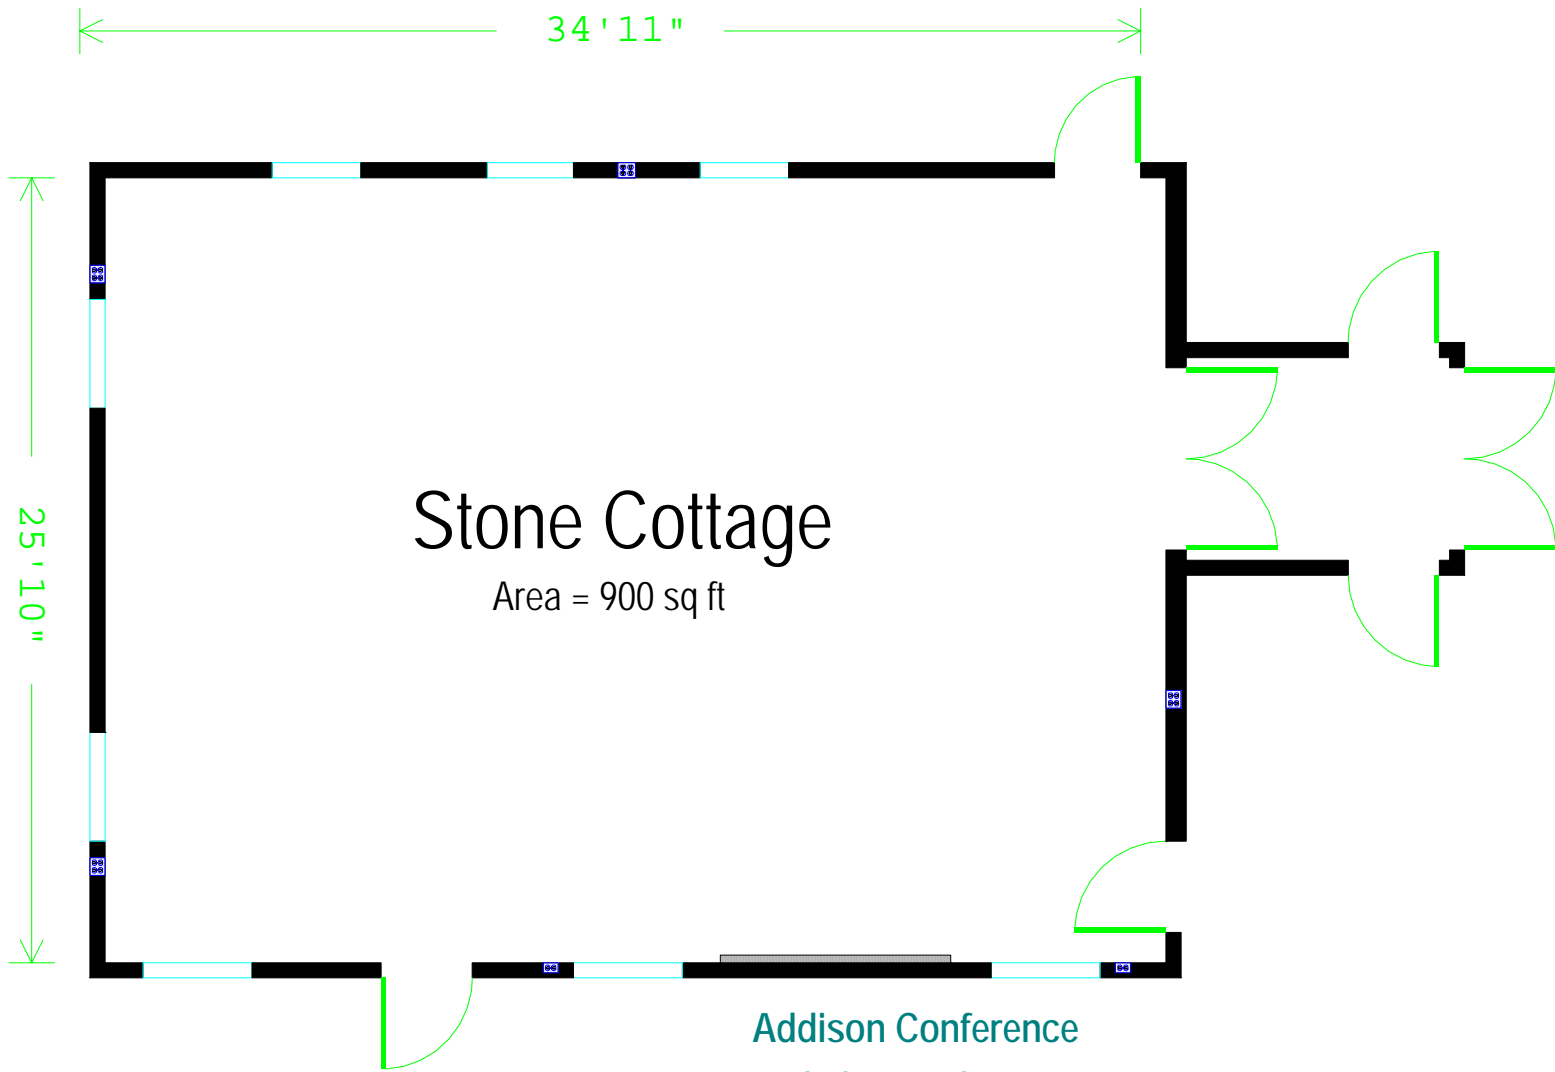 34'11"
25'10"
Stone Cottage
Area = 900 sq ft
Addison Conference